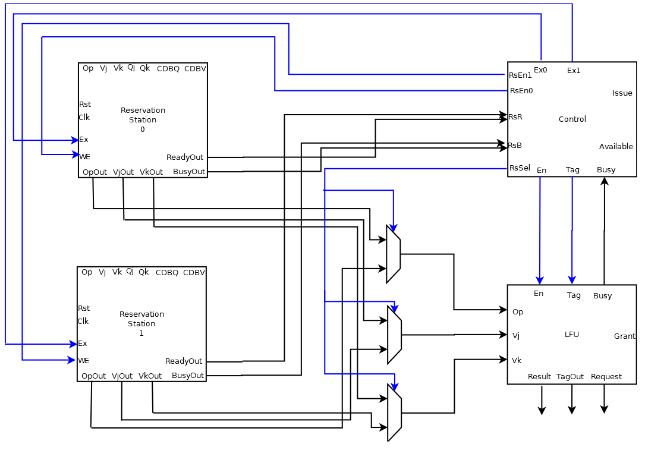 Op Vj Vk Qj Qk CDBQ CDBV
Rst
Clk
Reservation
Station
0
Ex
WE
ReadyOut
BusyOut
OpOut VjOut VkOut
Ex0 Ex1
RsEn1
RsEn0
Issue
RsR
Control
RsB
Available
RsSel
En Tag Busy
Op Vj Vk Qj Qk CDBQ CDBV
Rst
Clk
Reservation
Station
1
Ex
WE
ReadyOut
BusyOut
OpOut VjOut VkOut
En Tag Busy
Op
Vj
LFU
Grant
Vk
Result TagOut Request